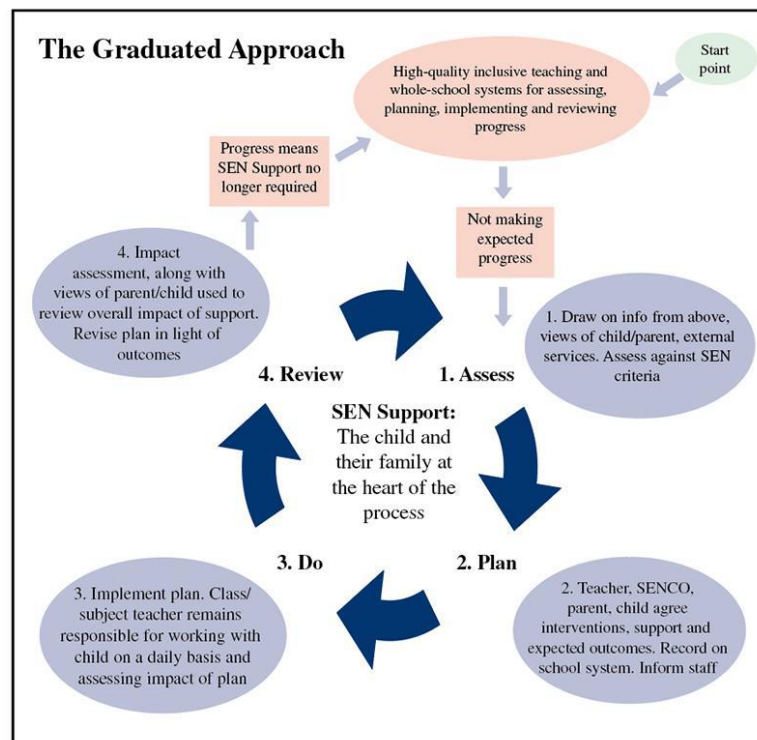 The Graduated Approach
Start
point
High-quality inclusive teaching and
whole-school systems for assessing,
planning, implementing and reviewing
progress
Progress means
SEN Support no
longer required
Not making
expected
progress
4. Impact
assessment, along with
views of parent/child used to
review overall impact of support.
Revise plan in light of
outcomes
1. Draw on info from above,
views of child/parent, external
services. Assess against SEN
criteria
4. Review
1. Assess
SEN Support:
The child and
their family at
the heart of the
process
3. Do
2. Plan
3. Implement plan. Class/
subject teacher remains
responsible for working with
child on a daily basis and
assessing impact of plan
2. Teacher, SENCO,
parent, child agree
interventions, support and
expected outcomes. Record on
school system. Inform staff